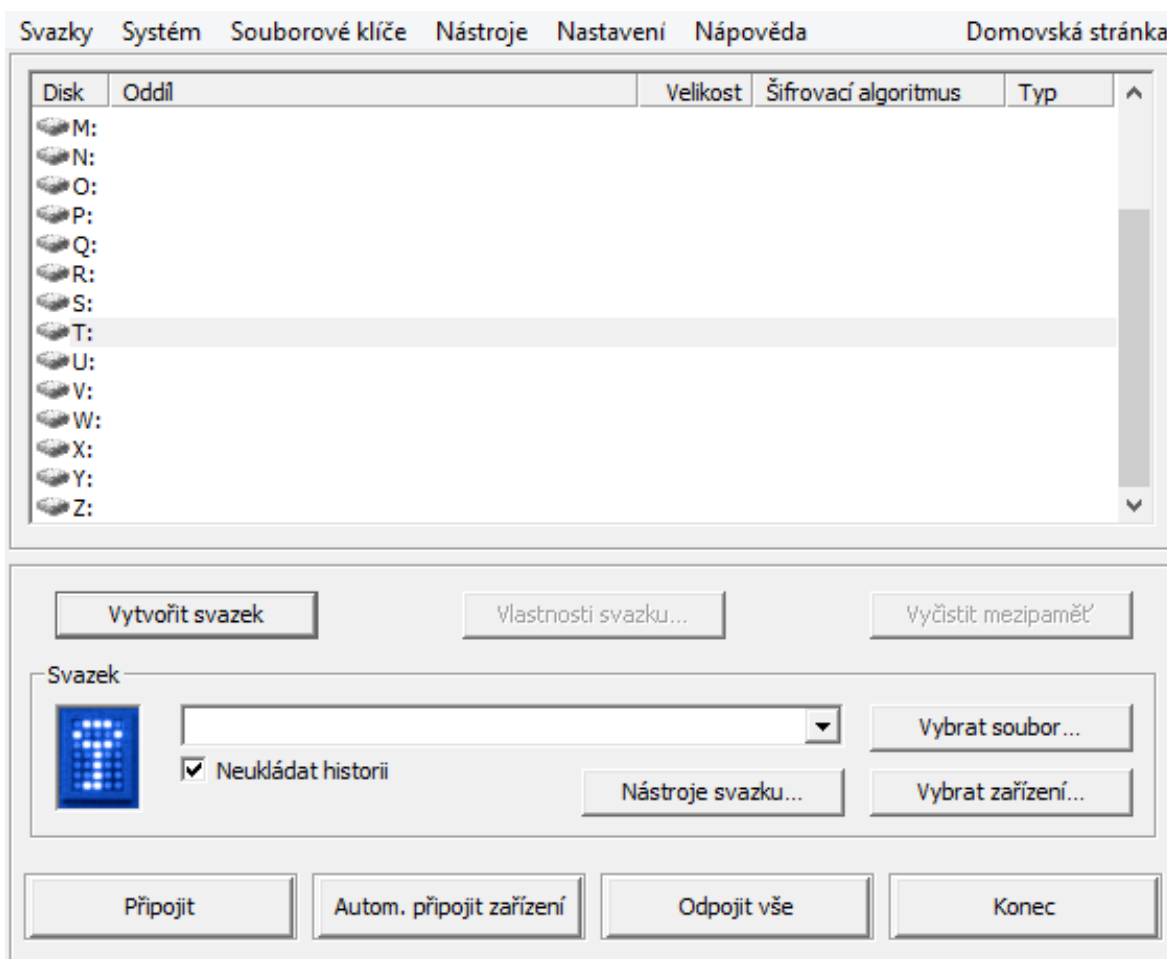 Svazky Systém Souborové klíče Nástroje Nastavení Nápověda Domovská stránka
Disk Oddíl Velikost Šifrovací algoritmus Typ
M:
N:
O:
P:
Q:
R:
S:
T:
U:
V:
W:
X:
Y:
Z:
Vytvořit svazek Vlastnosti svazku... Vyčistit mezipaměť
Svazek
Vybrat soubor...
Neukládat historii
Nástroje svazku... Vybrat zařízení...
Připojit Autom. připojit zařízení Odpojit vše Konec